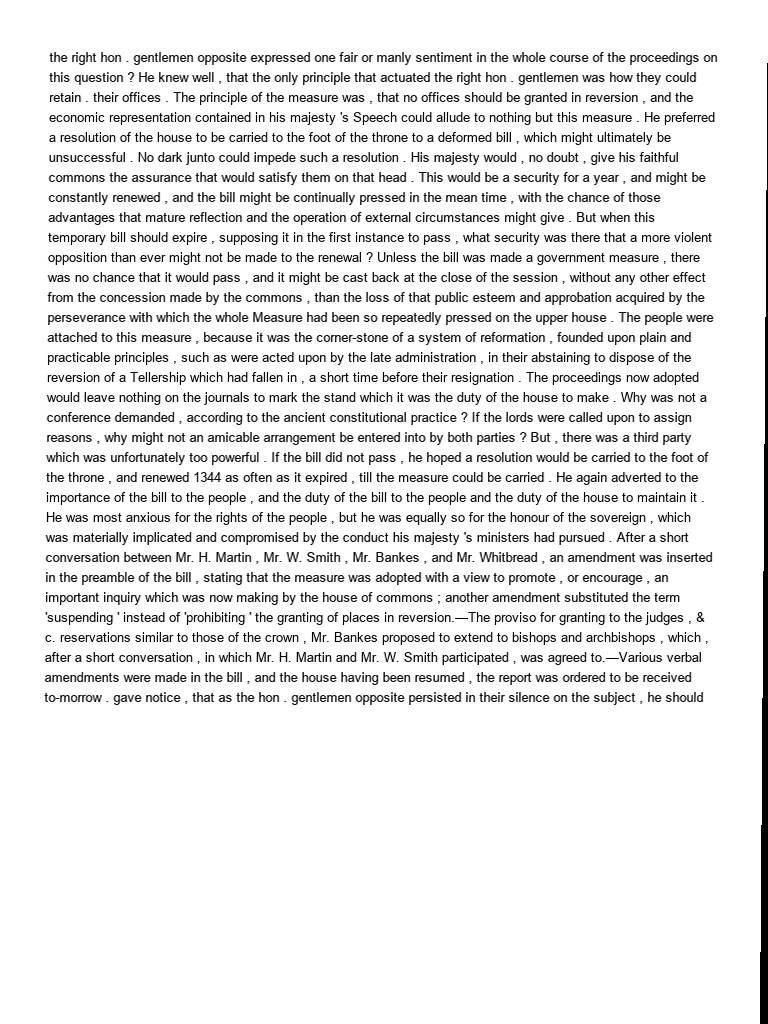 the right hon . gentlemen opposite expressed one fair or manly sentiment in the whole course of the proceedings on
this question ? He knew well , that the only principle that actuated the right hon . gentlemen was how they could
retain . their offices . The principle of the measure was , that no offices should be granted in reversion , and the
economic representation contained in his majesty 's Speech could allude to nothing but this measure . He preferred
a resolution of the house to be carried to the foot of the throne to a deformed bill , which might ultimately be
unsuccessful . No dark junto could impede such a resolution . His majesty would , no doubt , give his faithful
commons the assurance that would satisfy them on that head . This would be a security for a year , and might be
constantly renewed , and the bill might be continually pressed in the mean time , with the chance of those
advantages that mature reflection and the operation of external circumstances might give . But when this
temporary bill should expire , supposing it in the first instance to pass , what security was there that a more violent
opposition than ever might not be made to the renewal ? Unless the bill was made a government measure , there
was no chance that it would pass , and it might be cast back at the close of the session , without any other effect
from the concession made by the commons , than the loss of that public esteem and approbation acquired by the
perseverance with which the whole Measure had been so repeatedly pressed on the upper house . The people were
attached to this measure , because it was the corner-stone of a system of reformation , founded upon plain and
practicable principles , such as were acted upon by the late administration , in their abstaining to dispose of the
reversion of a Tellership which had fallen in , a short time before their resignation . The proceedings now adopted
would leave nothing on the journals to mark the stand which it was the duty of the house to make . Why was not a
conference demanded , according to the ancient constitutional practice ? If the lords were called upon to assign
reasons , why might not an amicable arrangement be entered into by both parties ? But , there was a third party
which was unfortunately too powerful . If the bill did not pass , he hoped a resolution would be carried to the foot of
the throne , and renewed 1344 as often as it expired , till the measure could be carried . He again adverted to the
importance of the bill to the people , and the duty of the bill to the people and the duty of the house to maintain it .
He was most anxious for the rights of the people , but he was equally so for the honour of the sovereign , which
was materially implicated and compromised by the conduct his majesty 's ministers had pursued . After a short
conversation between Mr. H. Martin , Mr. W. Smith , Mr. Bankes , and Mr. Whitbread , an amendment was inserted
in the preamble of the bill , stating that the measure was adopted with a view to promote , or encourage , an
important inquiry which was now making by the house of commons ; another amendment substituted the term
'suspending ' instead of 'prohibiting ' the granting of places in reversion.—The proviso for granting to the judges , &
c. reservations similar to those of the crown , Mr. Bankes proposed to extend to bishops and archbishops , which ,
after a short conversation , in which Mr. H. Martin and Mr. W. Smith participated , was agreed to.—Various verbal
amendments were made in the bill , and the house having been resumed , the report was ordered to be received
to-morrow . gave notice , that as the hon . gentlemen opposite persisted in their silence on the subject , he should